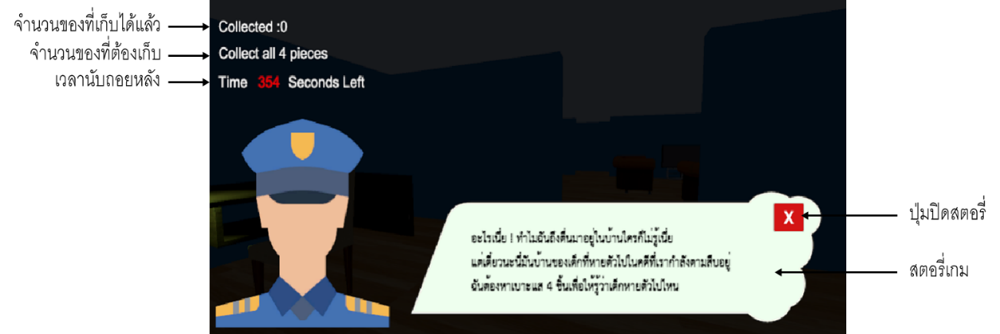 จำนวนของที่เก็บได้แล้ว
จำนวนของที่ต้องเก็บ
เวลานับถอยหลัง
Collected :0
Collect all 4 pieces
Time 354 Seconds Left
X
ปุ่มปิดสตอรี่
อะไรเนี่ย ! ทำไมฉันถึงตื่นมาอยู่ในบ้านใครก็ไม่รู้เนี่ย
แต่เดี๋ยวนะนี่มันบ้านของเด็กที่หายตัวไปในคดีที่เรากำลังตามสืบอยู่
ฉันต้องหาเบาะแส 4 ชิ้นเพื่อให้รู้ว่าเด็กหายตัวไปไหน
สตอรี่เกม